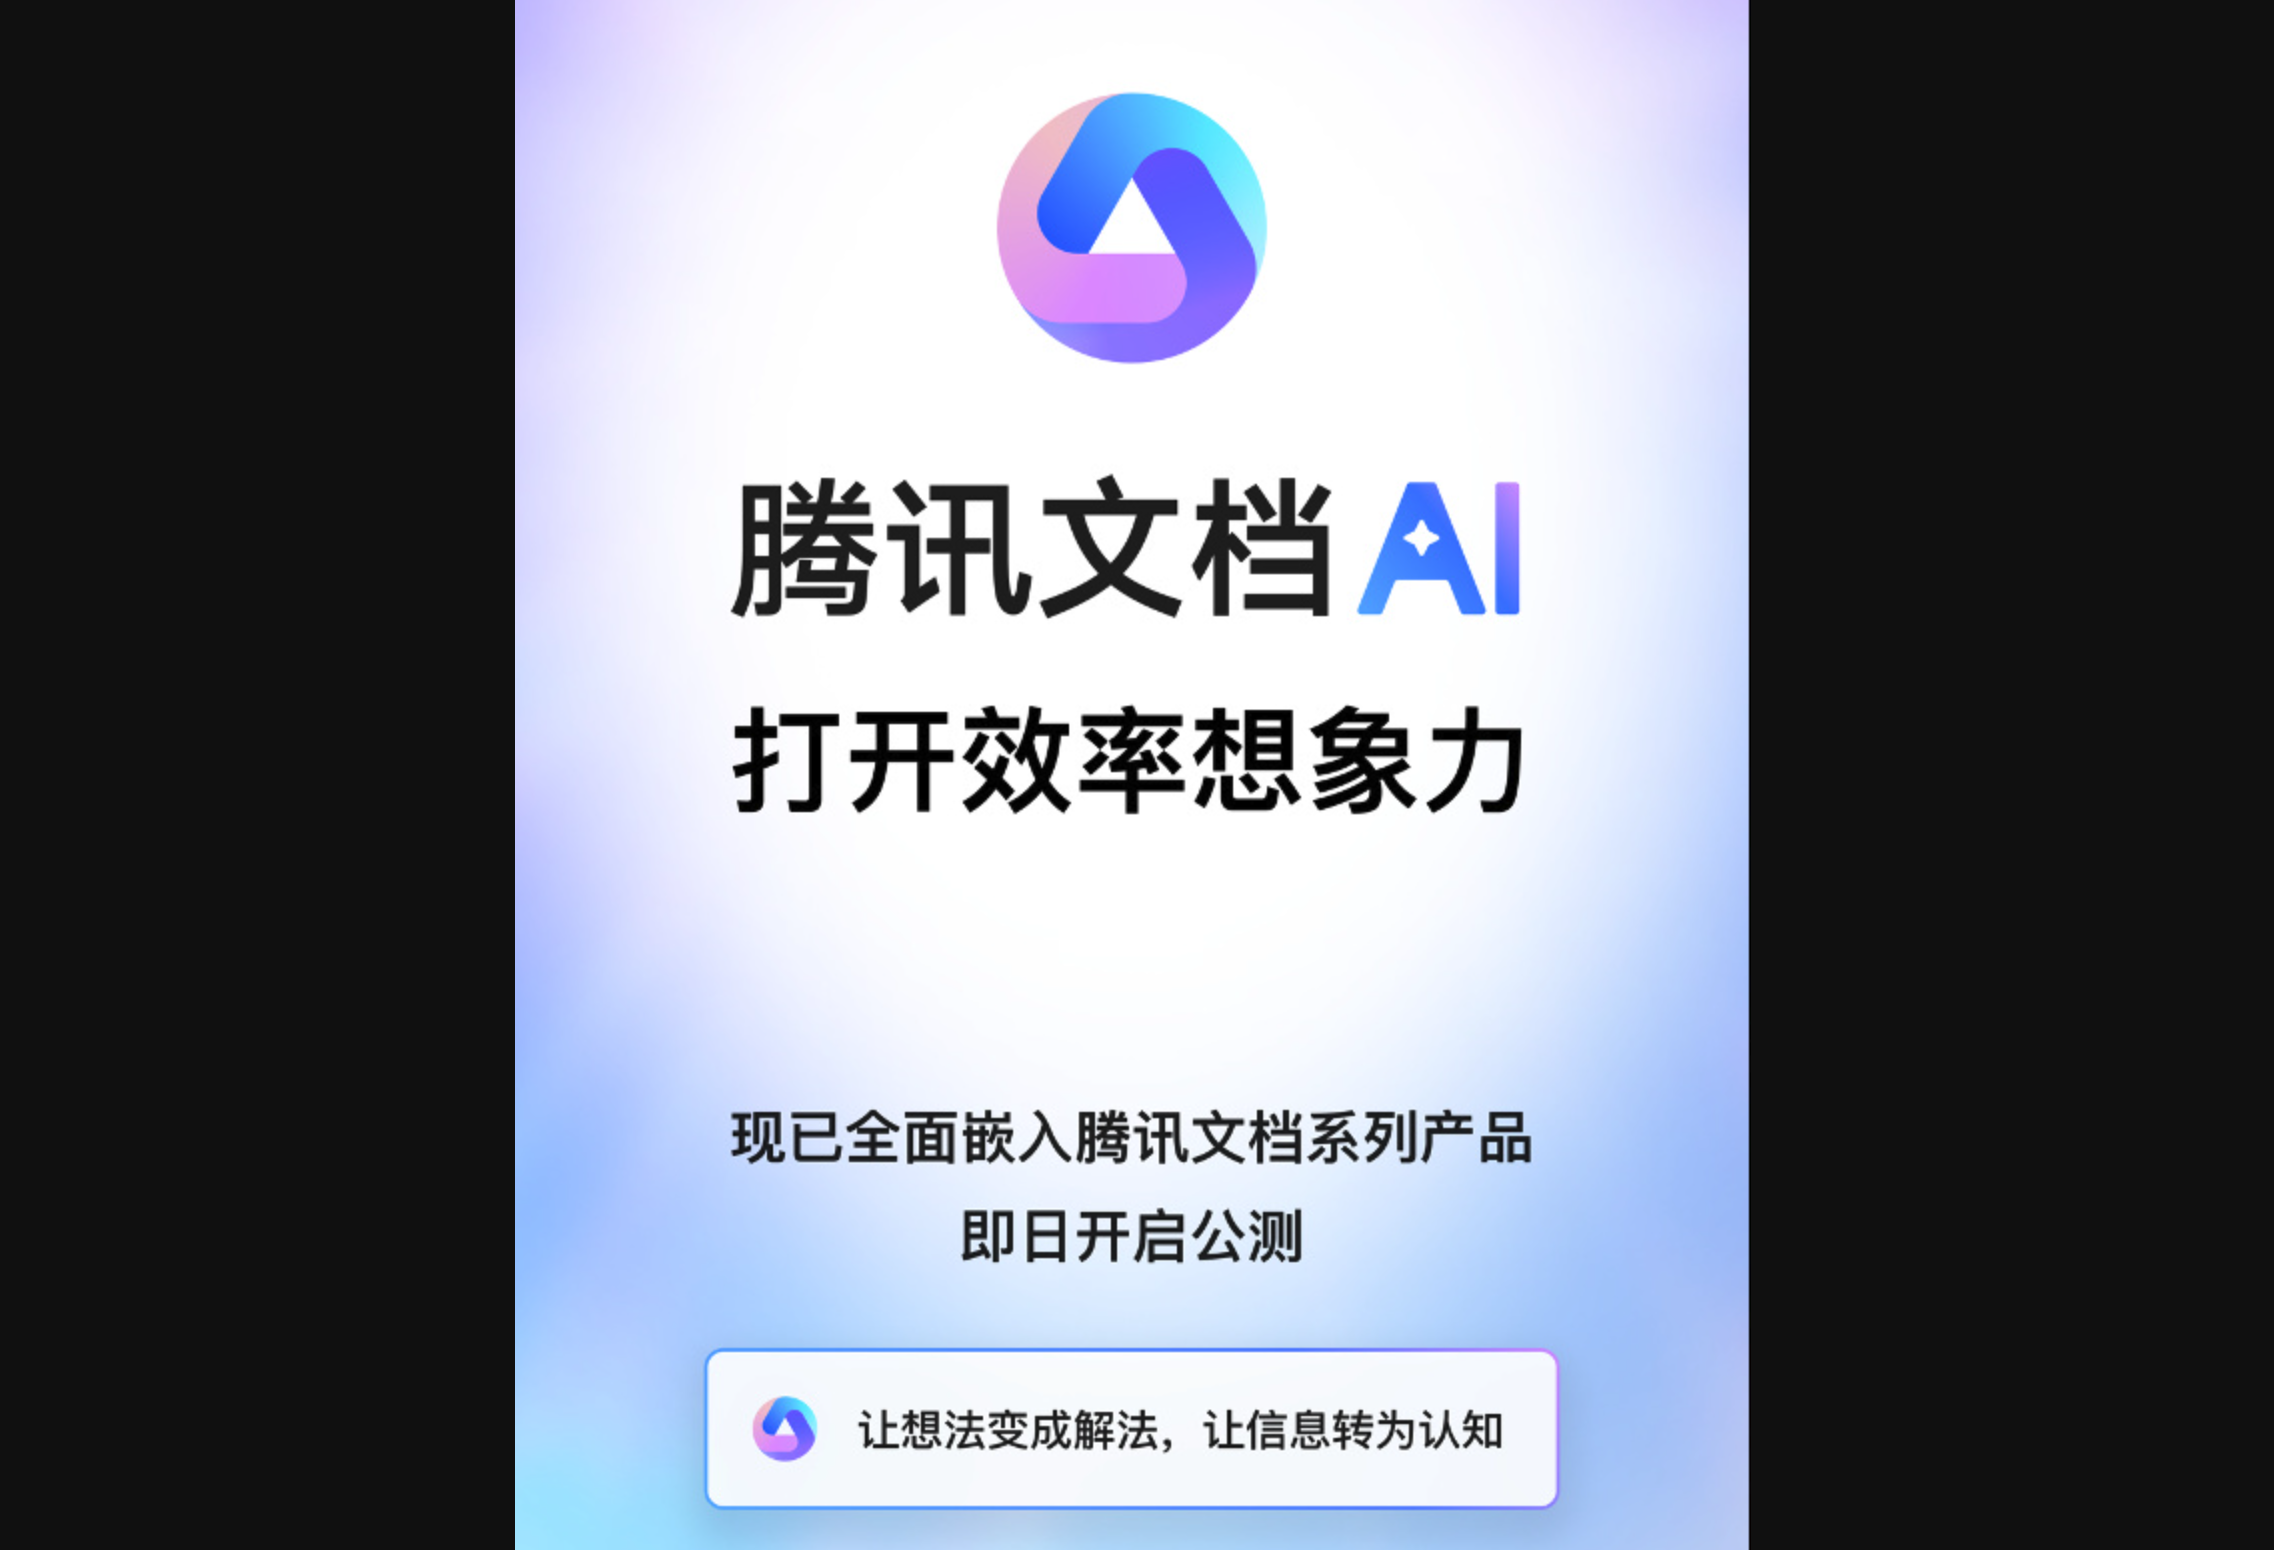 腾讯文档AI
打开效率想象力
现已全面嵌入腾讯文档系列产品
即日开启公测
让想法变成解法，让信息转为认知